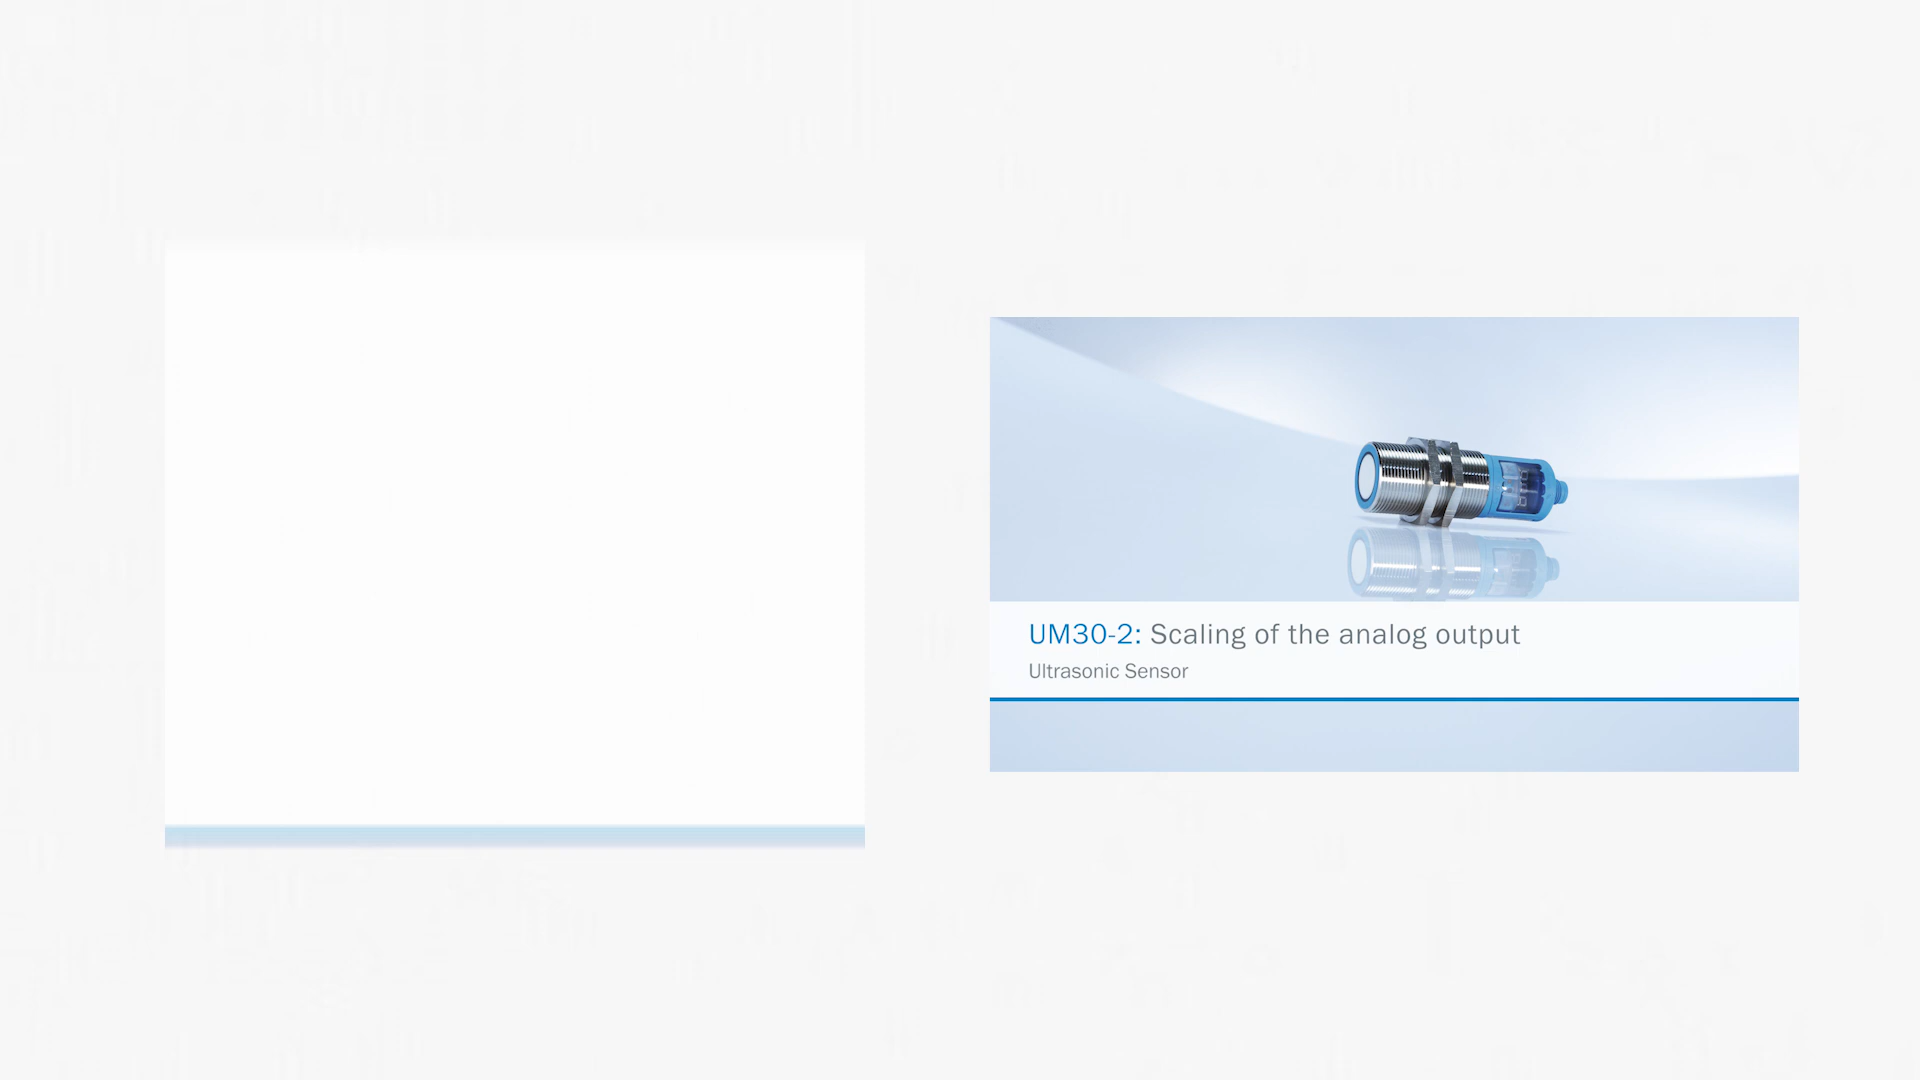 UM30-2: Scaling of the analog output
Ultrasonic Sensor